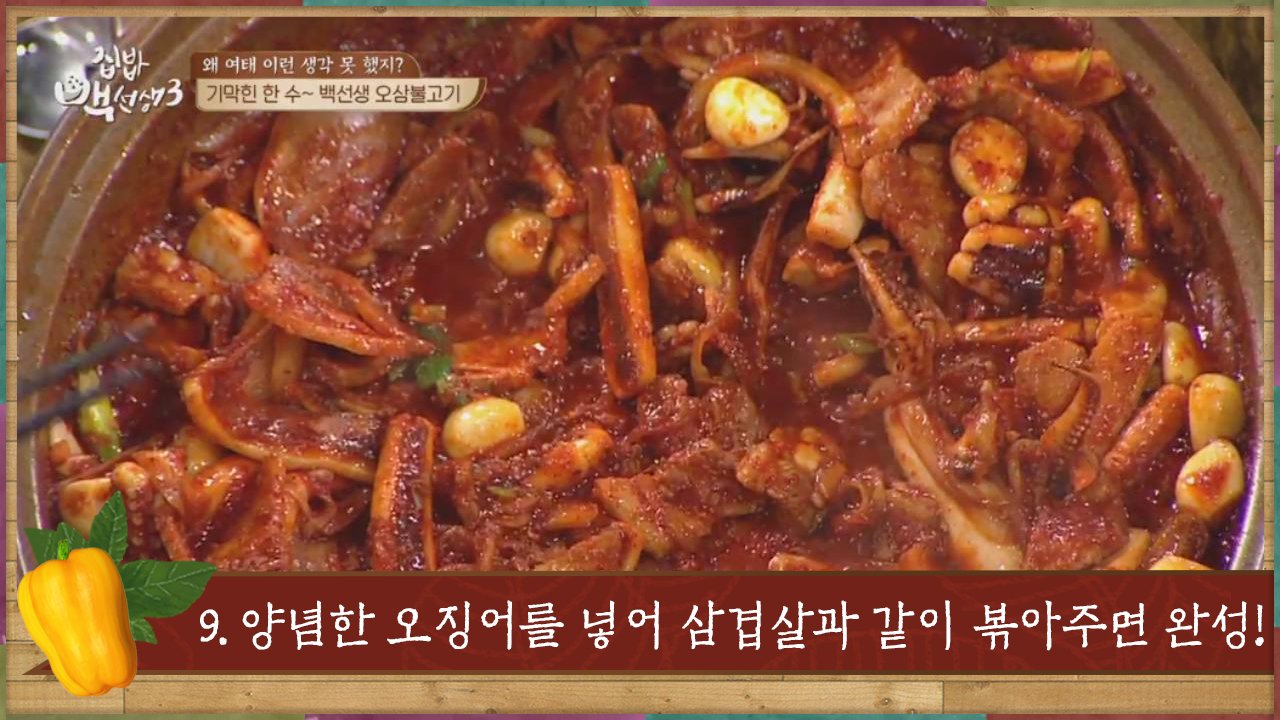 집밥
백선생3
왜 여태 이런 생각 못 했지?
기막힌 한 수~ 백선생 오삼불고기
9. 양념한 오징어를 넣어 삼겹살과 같이 볶아주면 완성!